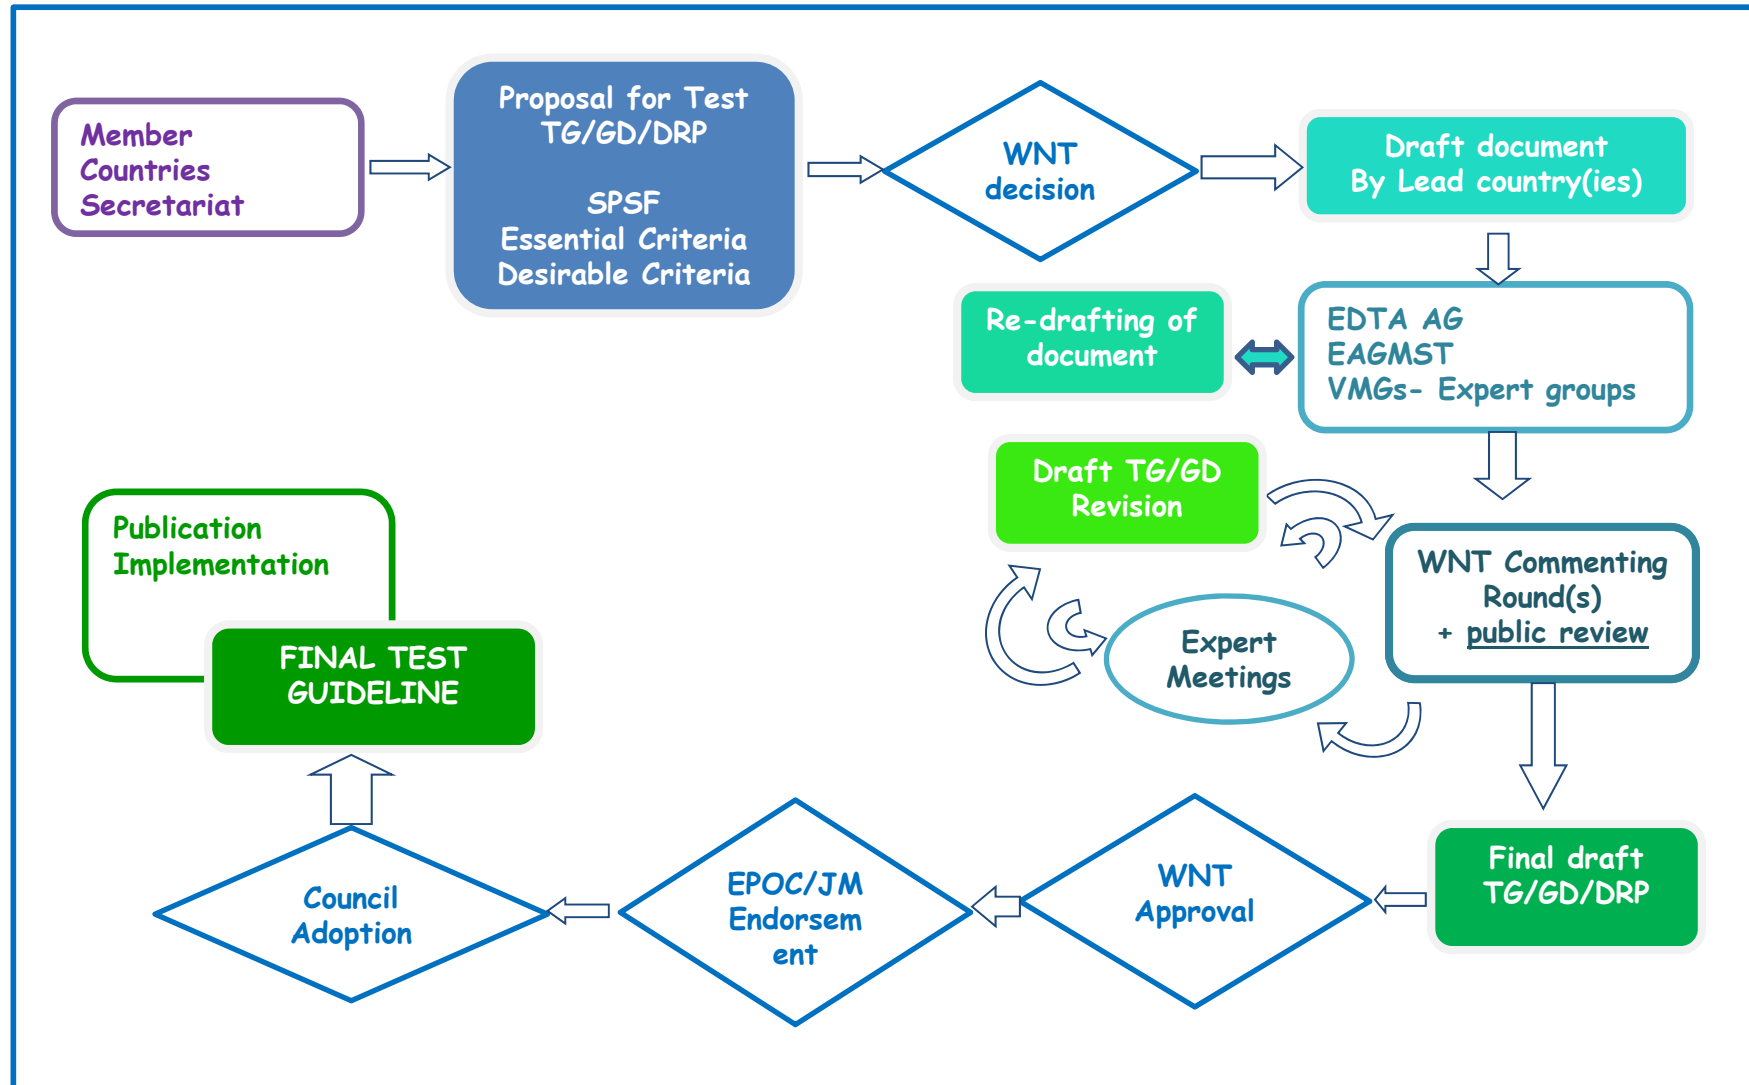 Member
Countries
Secretariat
Proposal for Test
TG/GD/DRP
SPSF
Essential Criteria
Desirable Criteria
WNT
decision
Draft document
By Lead country(ies)
Re-drafting of
document
EDTA AG
EAGMST
VMGs- Expert groups
Draft TG/GD
Revision
Publication
Implementation
WNT Commenting
Round(s)
+ public review
Expert
Meetings
FINAL TEST
GUIDELINE
Council
Adoption
EPOC/JM
Endorsem
ent
WNT
Approval
Final draft
TG/GD/DRP